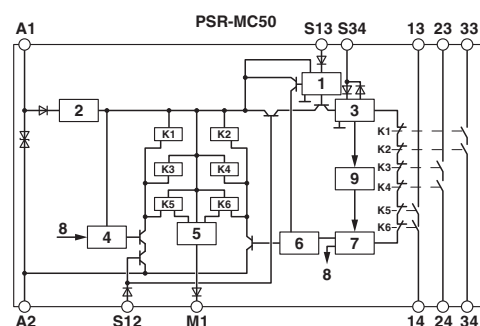 PSR-MC50
A1 S13 S34 13 23 33
1
2 3
K1 K2 K1
K2
K3 K4 9 K3
K4
K5 K6 K5
8 4 5 6 7 K6
8
A2 S12 M1 14 24 34